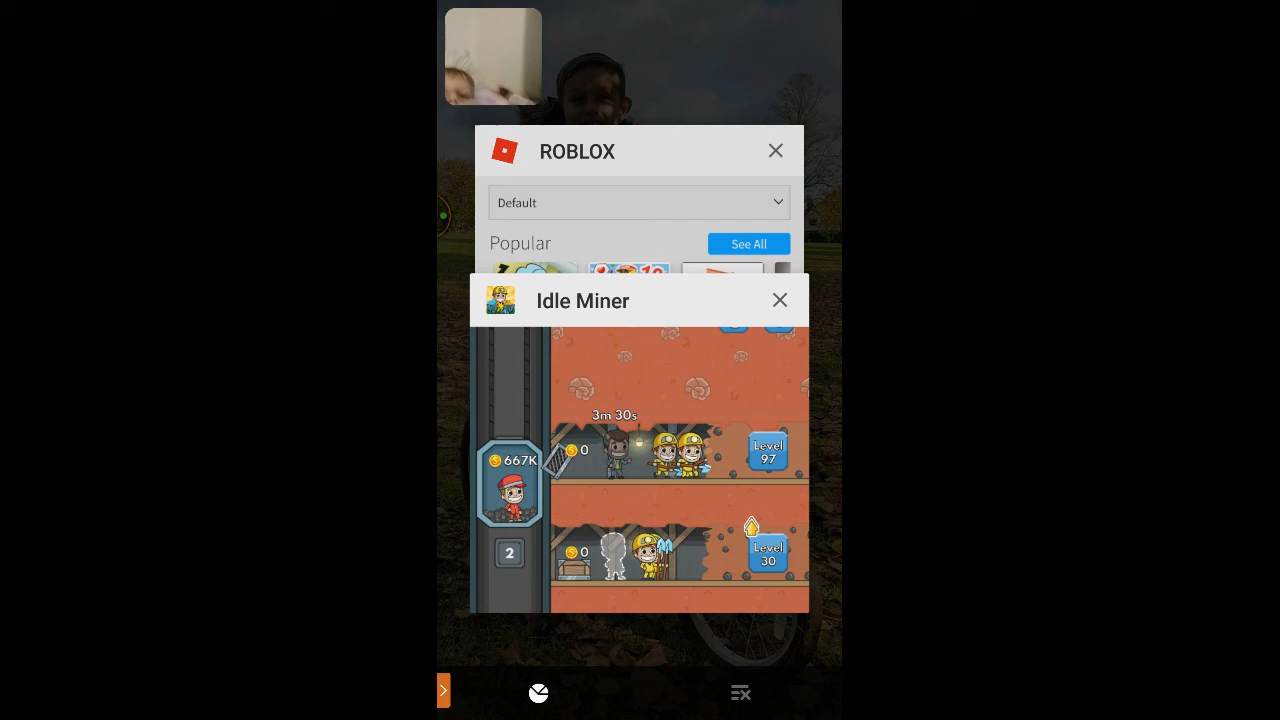 ROBLOX
Default
Popular
See All
Idle Miner
3m 30s
0
Level
97
667K
2
0
Level
30